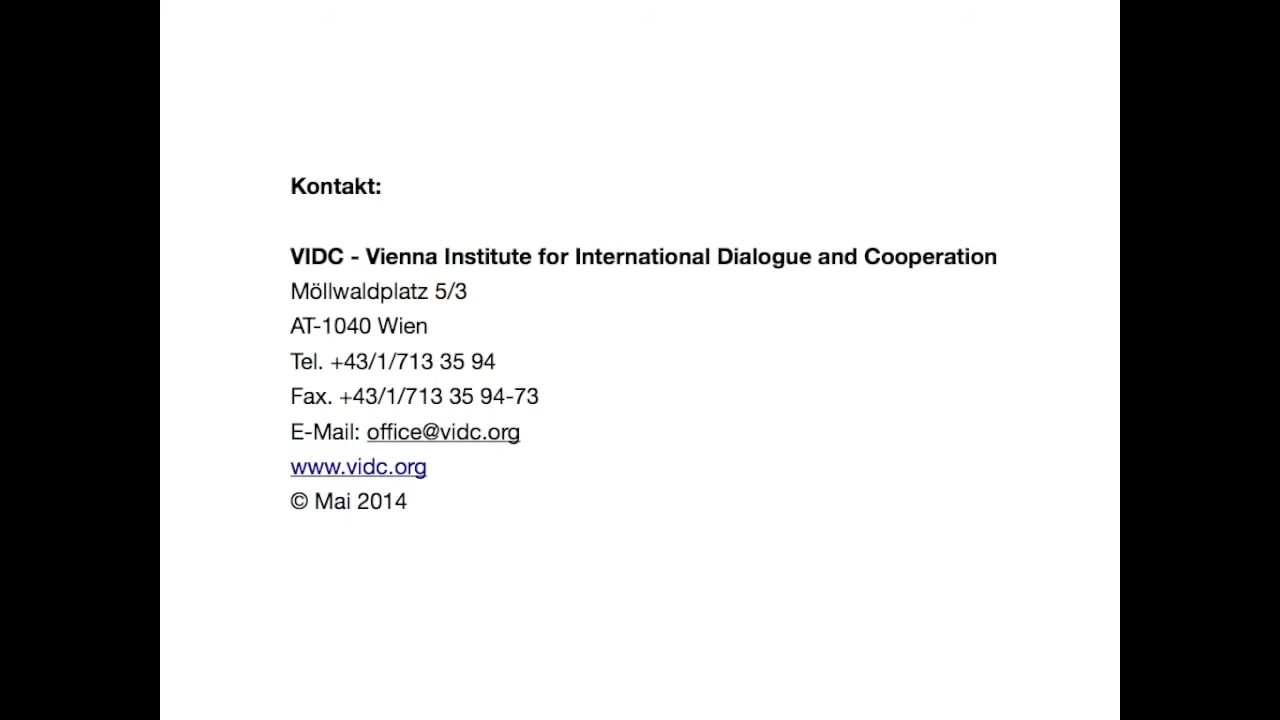 Kontakt:
VIDC - Vienna Institute for International Dialogue and Cooperation
Möllwaldplatz 5/3
AT-1040 Wien
Tel. +43/1/713 35 94
Fax. +43/1/713 35 94-73
E-Mail: office@vidc.org
www.vidc.org
© Mai 2014